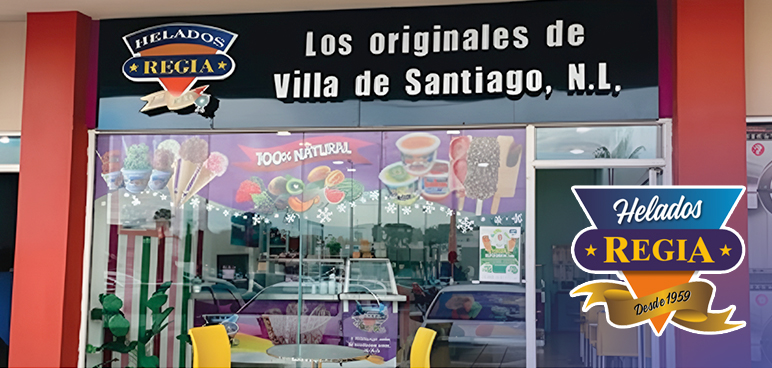 HELADOS
REGIA
Los originales de
Villa de Santiago, N.L.
100% NATURAL
Helados
REGIA
Desde 1959